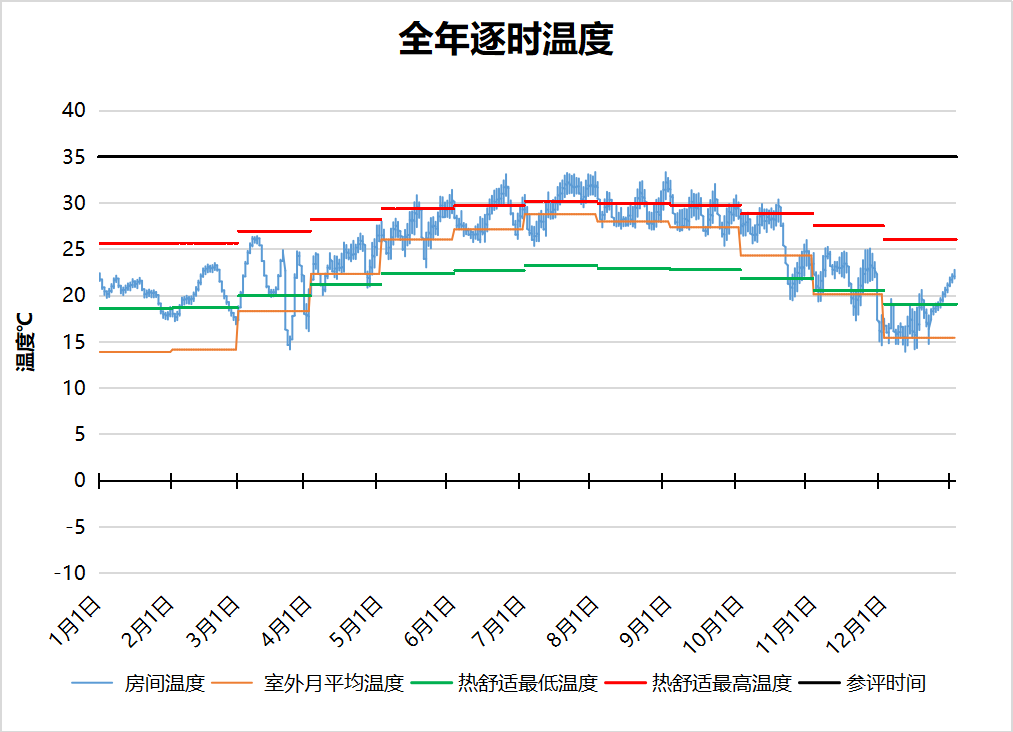 全年逐时温度
40
35
30
25
20
15
10
5
0
-5
-10
温度℃
1月1日
2月1日
3月1日
4月1日
5月1日
6月1日
7月1日
8月1日
9月1日
10月1日
11月1日
12月1日
房间温度 室外月平均温度 热舒适最低温度 热舒适最高温度 参评时间